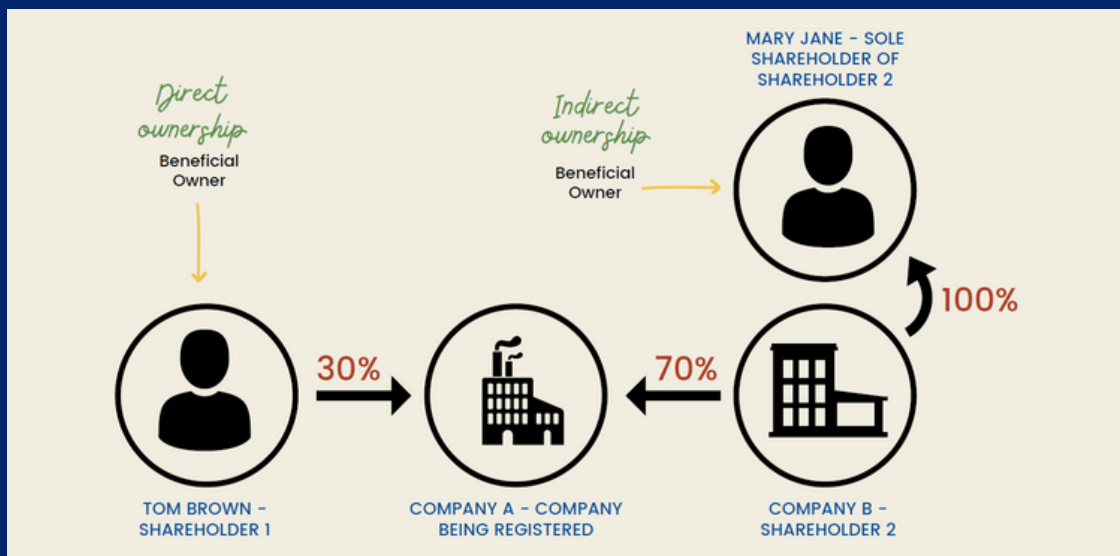 MARY JANE - SOLE
SHAREHOLDER OF
SHAREHOLDER 2
Direct
ownership
Beneficial
Owner
Indirect
ownership
Beneficial
Owner
100%
30%
70%
TOM BROWN -
SHAREHOLDER 1
COMPANY A - COMPANY
BEING REGISTERED
COMPANY B -
SHAREHOLDER 2